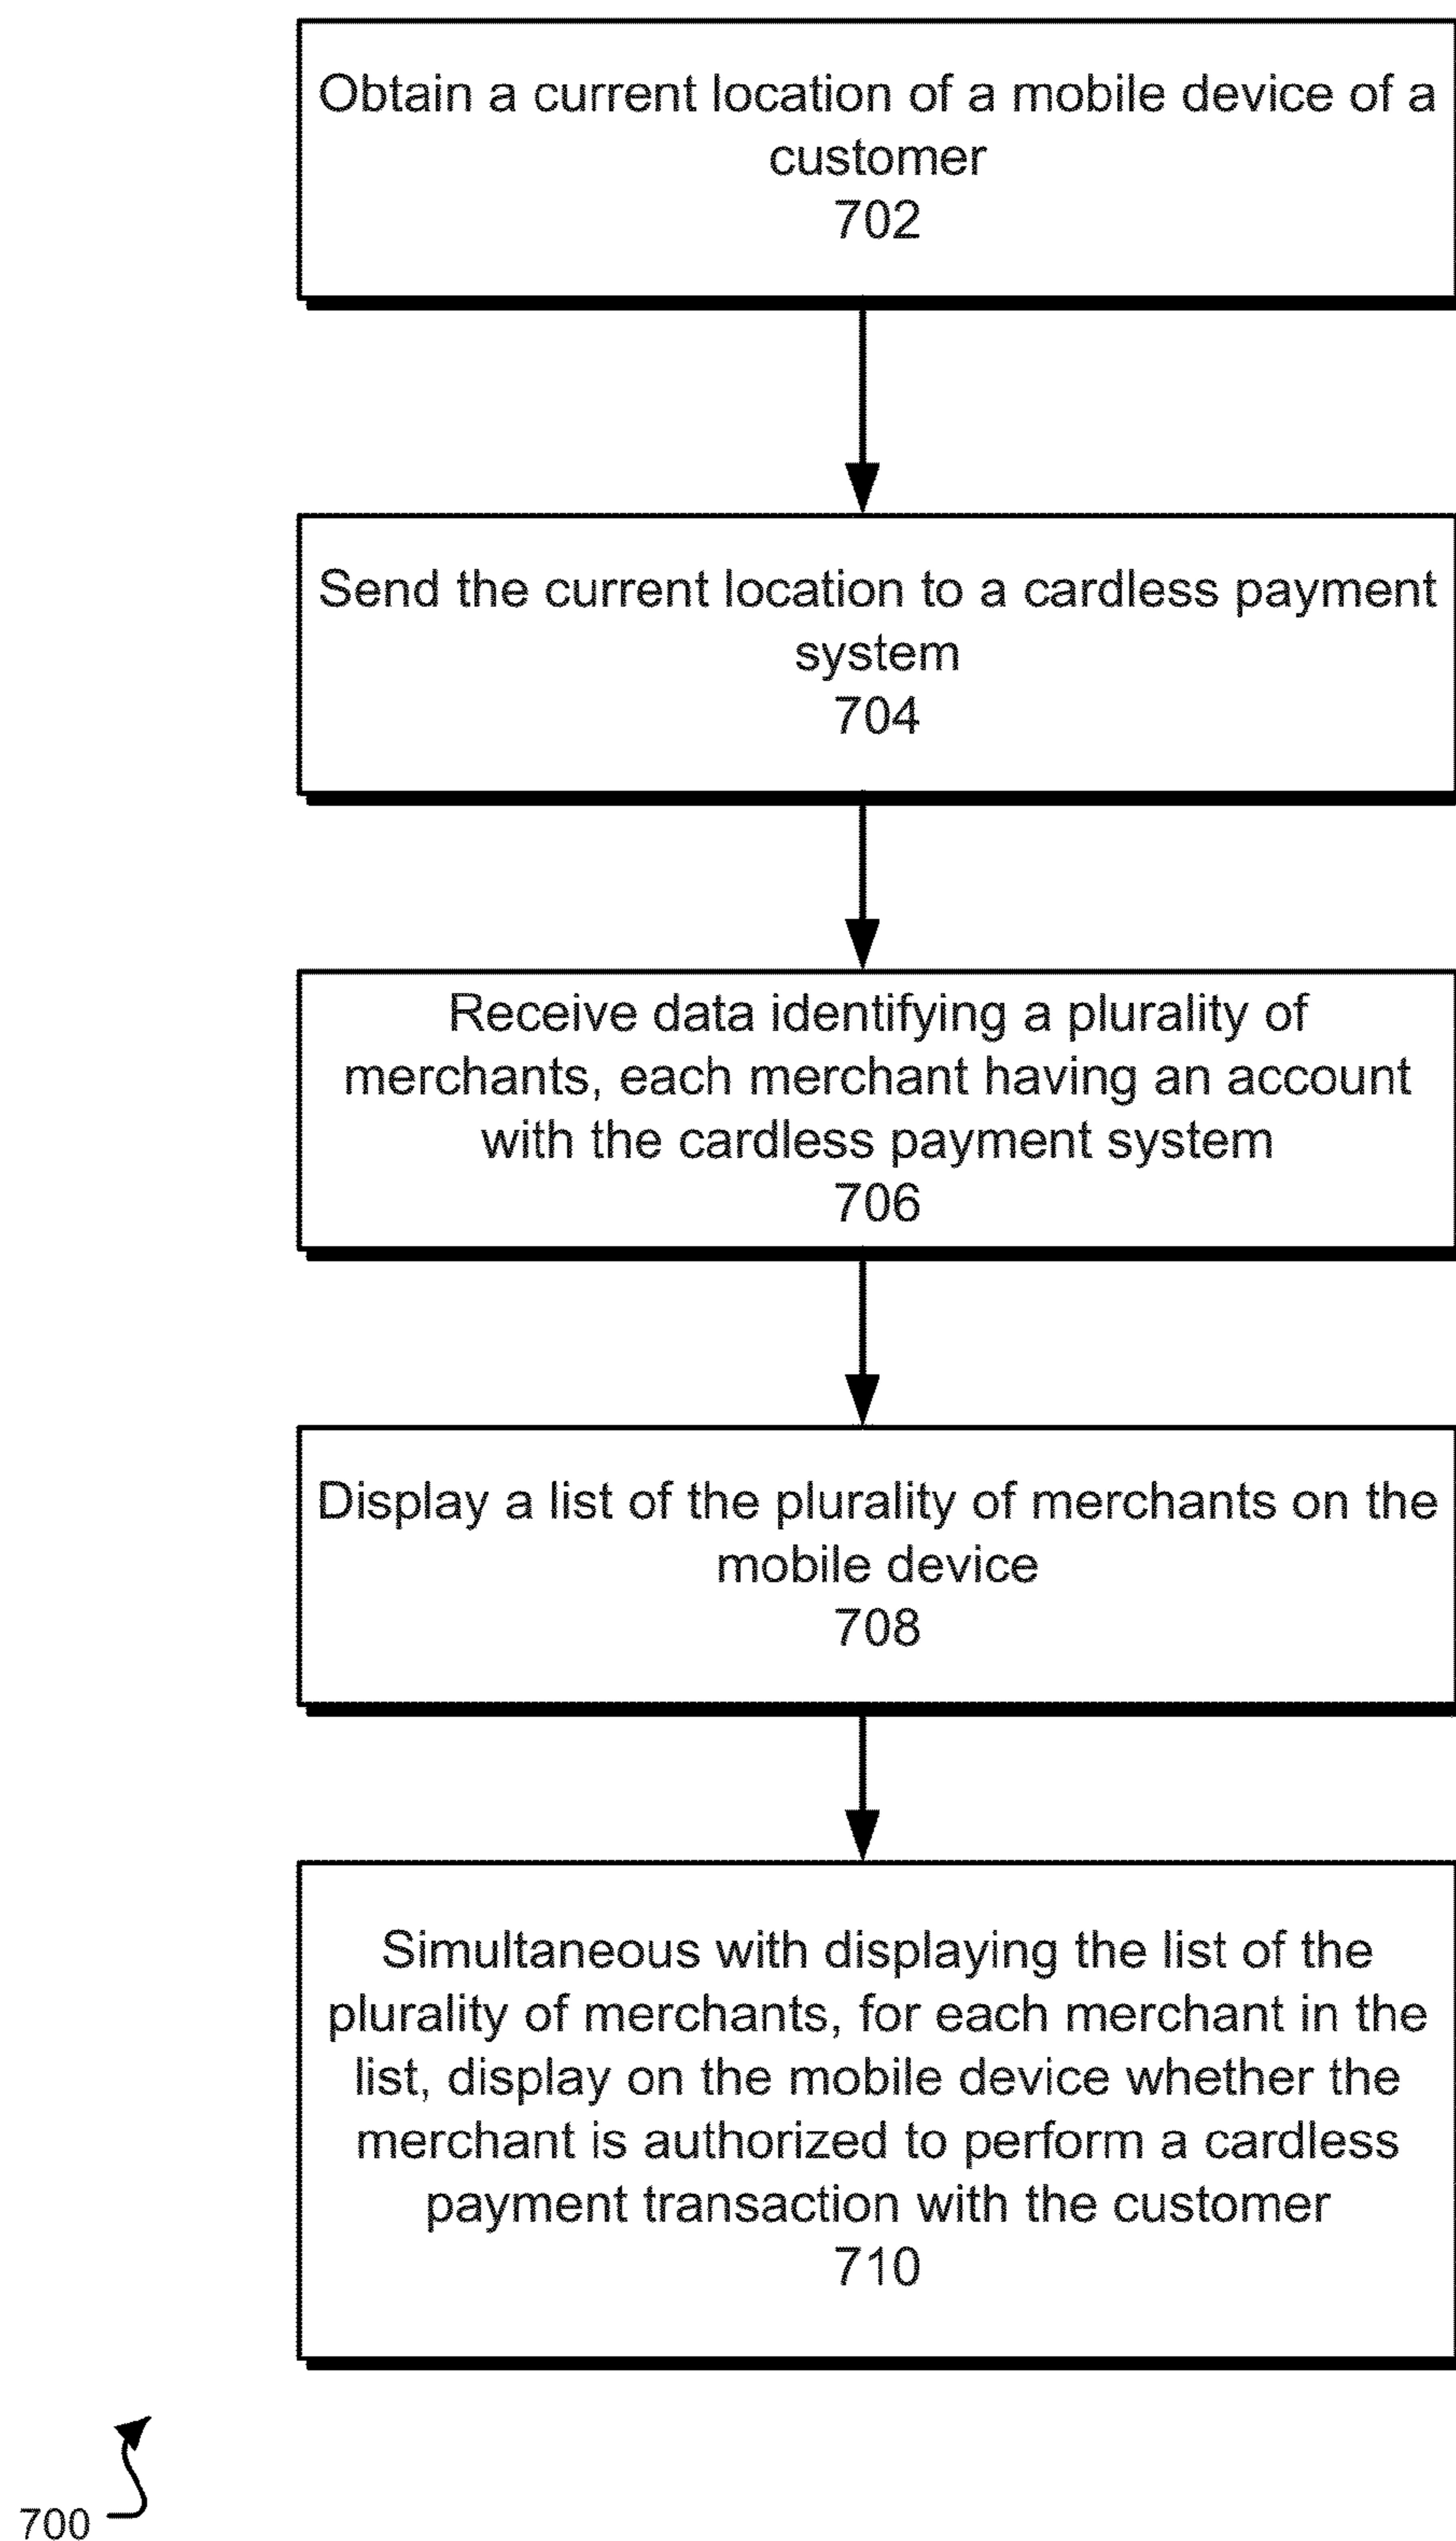 Obtain a current location of a mobile device of a
customer
702
Send the current location to a cardless payment
system
704
Receive data identifying a plurality of
merchants, each merchant having an account
with the cardless payment system
706
Display a list of the plurality of merchants on the
mobile device
708
Simultaneous with displaying the list of the
plurality of merchants, for each merchant in the
list, display on the mobile device whether the
merchant is authorized to perform a cardless
payment transaction with the customer
710
700